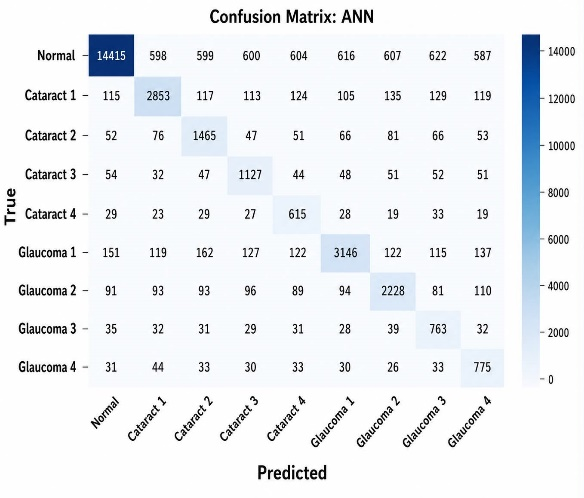 Confusion Matrix: ANN
Normal 14415 598 599 600 604 616 607 622 587
Cataract 1 115 2853 117 113 124 105 135 129 119
Cataract 2 52 76 1465 47 51 66 81 66 53
Cataract 3 54 32 47 1127 44 48 51 52 51
Cataract 4 29 23 29 27 615 28 19 33 19
Glaucoma 1 151 119 162 127 122 3146 122 115 137
Glaucoma 2 91 93 93 96 89 94 2228 81 110
Glaucoma 3 35 32 31 29 31 28 39 763 32
Glaucoma 4 31 44 33 30 33 30 26 33 775
True
Normal Cataract 1 Cataract 2 Cataract 3 Cataract 4 Glaucoma 1 Glaucoma 2 Glaucoma 3 Glaucoma 4
Predicted
14000
12000
10000
8000
6000
4000
2000
0